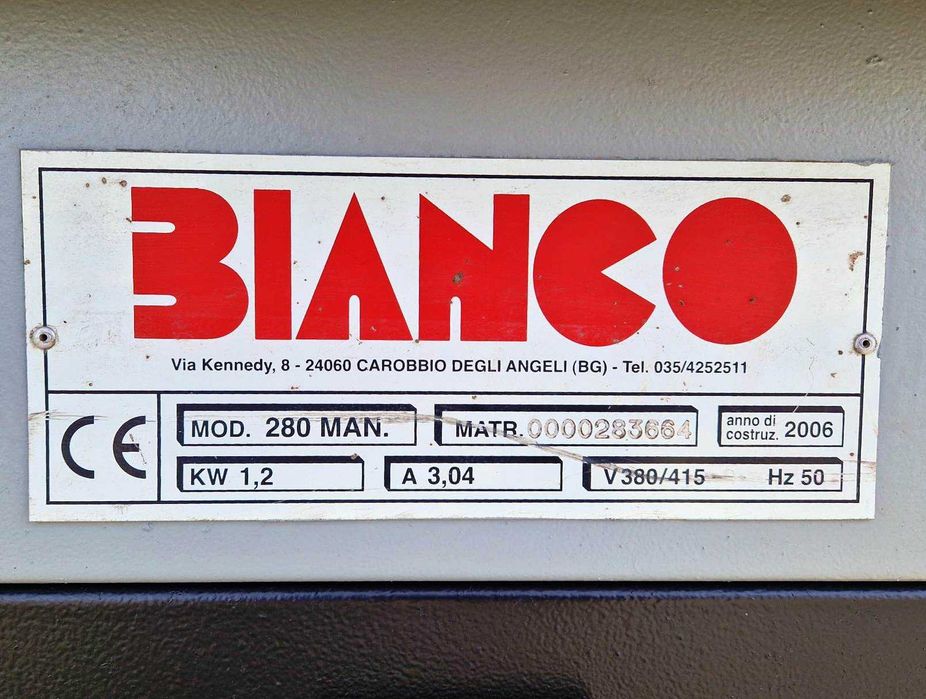 BIANCO
Via Kennedy, 8 - 24060 CAROBBIO DEGLI ANGELI (BG) - Tel. 035/4252511
CE
MOD. 280 MAN.
MATR. 0000283664
anno di costruz. 2006
KW 1,2
A 3,04
V 380/415 Hz 50